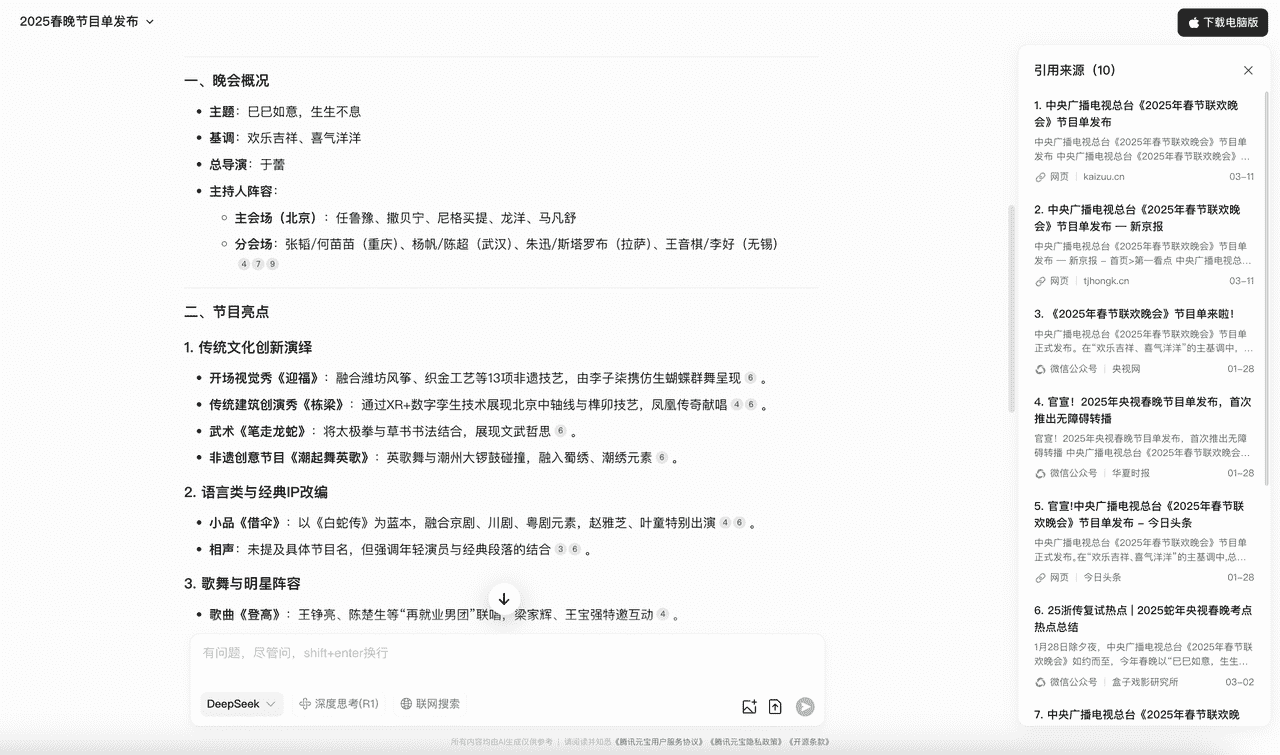 2025春晚节目单发布
下载电脑版
一、晚会概况
主题：巳巳如意，生生不息
基调：欢乐吉祥、喜气洋洋
总导演：于蕾
主持人阵容：
主会场（北京）：任鲁豫、撒贝宁、尼格买提、龙洋、马凡舒
分会场：张韬/何苗苗（重庆）、杨帆/陈超（武汉）、朱迅/斯塔罗布（拉萨）、王音棋/李好（无锡）
4 7 9
二、节目亮点
1. 传统文化创新演绎
开场视觉秀《迎福》：融合潍坊风筝、织金工艺等13项非遗技艺，由李子柒携仿生蝴蝶群舞呈现 6 。
传统建筑创演秀《栋梁》：通过XR+数字孪生技术展现北京中轴线与榫卯技艺，凤凰传奇献唱 4 6 。
武术《笔走龙蛇》：将太极拳与草书书法结合，展现文武哲思 6 。
非遗创意节目《潮起舞英歌》：英歌舞与潮州大锣鼓碰撞，融入蜀绣、潮绣元素 6 。
2. 语言类与经典IP改编
小品《借伞》：以《白蛇传》为蓝本，融合京剧、川剧、粤剧元素，赵雅芝、叶童特别出演 4 6 。
相声：未提及具体节目名，但强调年轻演员与经典段落的结合 3 6 。
3. 歌舞与明星阵容
歌曲《登高》：王铮亮、陈楚生等“再就业男团”联唱，梁家辉、王宝强特邀互动 4 。
有问题，尽管问，shift+enter换行
DeepSeek 深度思考(R1) 联网搜索
所有内容均由AI生成仅供参考 | 请阅读并知悉《腾讯元宝用户服务协议》《腾讯元宝隐私政策》《开源条款》
引用来源（10）
1. 中央广播电视总台《2025年春节联欢晚
会》节目单发布
中央广播电视总台《2025年春节联欢晚会》节目单
发布 中央广播电视总台《2025年春节联欢晚会》...
网页 | kaizuu.cn 03-11
2. 中央广播电视总台《2025年春节联欢晚
会》节目单发布 — 新京报
中央广播电视总台《2025年春节联欢晚会》节目单
发布 — 新京报 - 首页>第一看点 中央广播电视总...
网页 | tjhongk.cn 03-11
3. 《2025年春节联欢晚会》节目单来啦！
中央广播电视总台《2025年春节联欢晚会》节目单
正式发布。在“欢乐吉祥、喜气洋洋”的主基调中，...
微信公众号 | 央视网 01-28
4. 官宣！2025年央视春晚节目单发布，首次
推出无障碍转播
官宣！2025年央视春晚节目单发布，首次推出无障
碍转播 中央广播电视总台《2025年春节联欢晚会...
微信公众号 | 华夏时报 01-28
5. 官宣!中央广播电视总台《2025年春节联
欢晚会》节目单发布 - 今日头条
中央广播电视总台《2025年春节联欢晚会》节目单
正式发布。在“欢乐吉祥、喜气洋洋”的主基调中,总...
网页 | 今日头条 01-28
6. 25浙传复试热点 | 2025蛇年央视春晚考点
热点总结
1月28日除夕夜，中央广播电视总台《2025年春节联
欢晚会》如约而至，今年春晚以“巳巳如意，生生...
微信公众号 | 盒子戏影研究所 03-02
7. 中央广播电视总台《2025年春节联欢晚